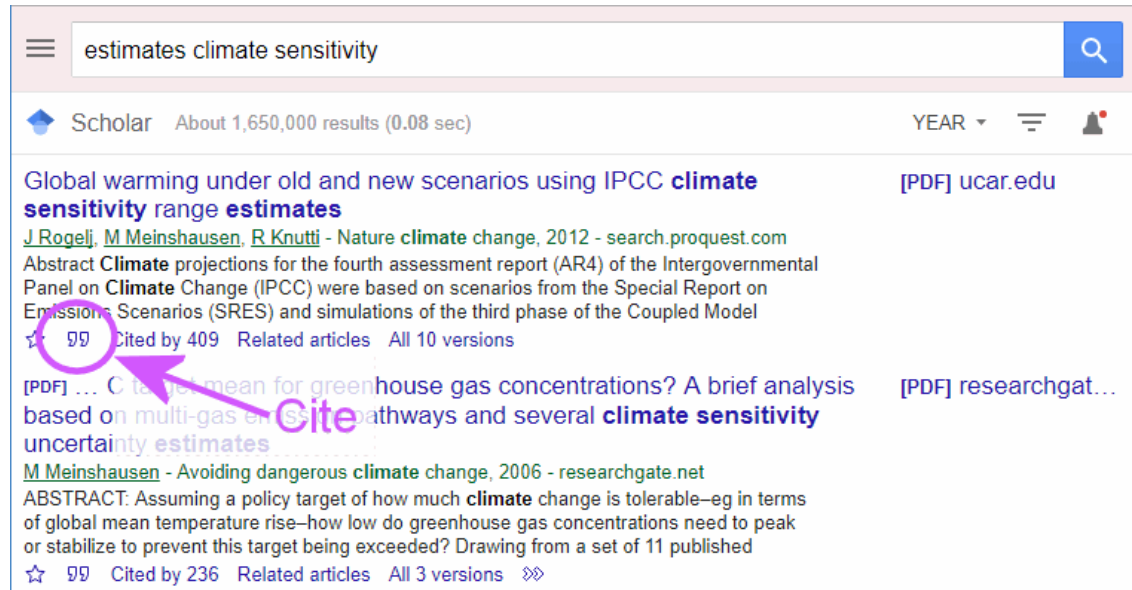 estimates climate sensitivity
Scholar About 1,650,000 results (0.08 sec) YEAR
Global warming under old and new scenarios using IPCC climate [PDF] ucar.edu
sensitivity range estimates
J Rogelj, M Meinshausen, R Knutti - Nature climate change, 2012 - search.proquest.com
Abstract Climate projections for the fourth assessment report (AR4) of the Intergovernmental
Panel on Climate Change (IPCC) were based on scenarios from the Special Report on
Emissions Scenarios (SRES) and simulations of the third phase of the Coupled Model
Cited by 409 Related articles All 10 versions
[PDF] … C target mean for greenhouse gas concentrations? A brief analysis [PDF] researchgat…
based on multi-gas emission pathways and several climate sensitivity
Cite
uncertainty estimates
M Meinshausen - Avoiding dangerous climate change, 2006 - researchgate.net
ABSTRACT: Assuming a policy target of how much climate change is tolerable–eg in terms
of global mean temperature rise–how low do greenhouse gas concentrations need to peak
or stabilize to prevent this target being exceeded? Drawing from a set of 11 published
Cited by 236 Related articles All 3 versions